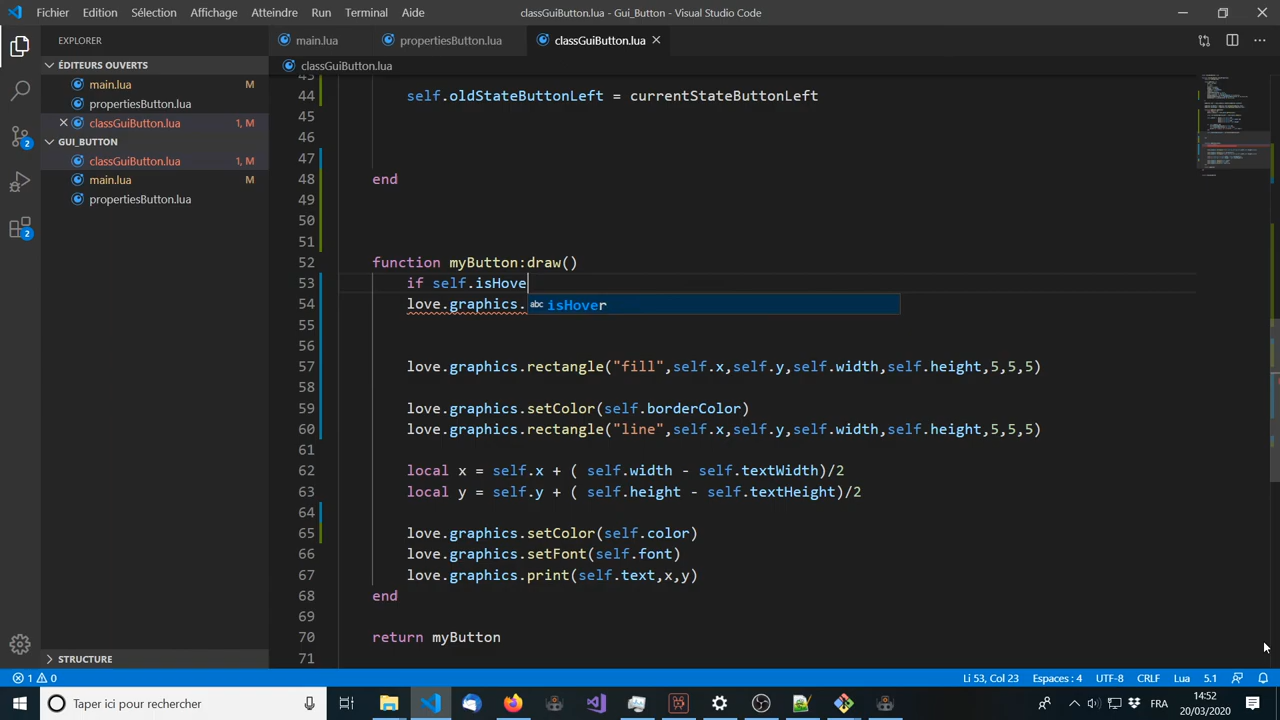 Fichier Edition Sélection Affichage Atteindre Run Terminal Aide classGuiButton.lua - Gui_Button - Visual Studio Code
EXPLORER
main.lua propertiesButton.lua classGuiButton.lua
ÉDITEURS OUVERTS
classGuiButton.lua
main.lua M
propertiesButton.lua
classGuiButton.lua 1, M
GUI_BUTTON
classGuiButton.lua 1, M
main.lua M
propertiesButton.lua
2
2
STRUCTURE
44 self.oldStateButtonLeft = currentStateButtonLeft
45
46
47
48 end
49
50
51
52 function myButton:draw()
53 if self.isHove
54 love.graphics. abc isHover
55
56
57 love.graphics.rectangle("fill",self.x,self.y,self.width,self.height,5,5,5)
58
59 love.graphics.setColor(self.borderColor)
60 love.graphics.rectangle("line",self.x,self.y,self.width,self.height,5,5,5)
61
62 local x = self.x + ( self.width - self.textWidth)/2
63 local y = self.y + ( self.height - self.textHeight)/2
64
65 love.graphics.setColor(self.color)
66 love.graphics.setFont(self.font)
67 love.graphics.print(self.text,x,y)
68 end
69
70 return myButton
71
1 0 Li 53, Col 23 Espaces : 4 UTF-8 CRLF Lua 5.1
Taper ici pour rechercher FRA 14:52
20/03/2020